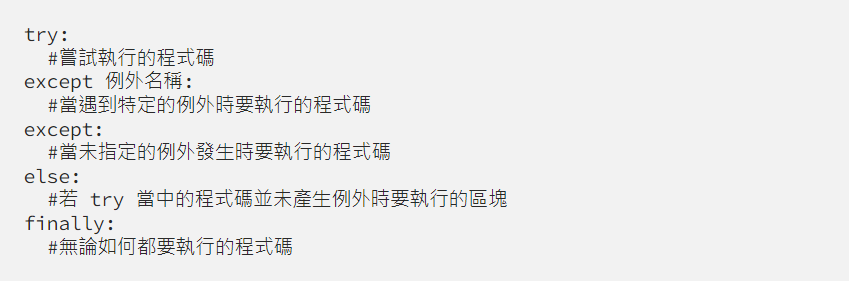 try:
  #嘗試執行的程式碼
except 例外名稱:
  #當遇到特定的例外時要執行的程式碼
except:
  #當未指定的例外發生時要執行的程式碼
else:
  #若 try 當中的程式碼並未產生例外時要執行的區塊
finally:
  #無論如何都要執行的程式碼